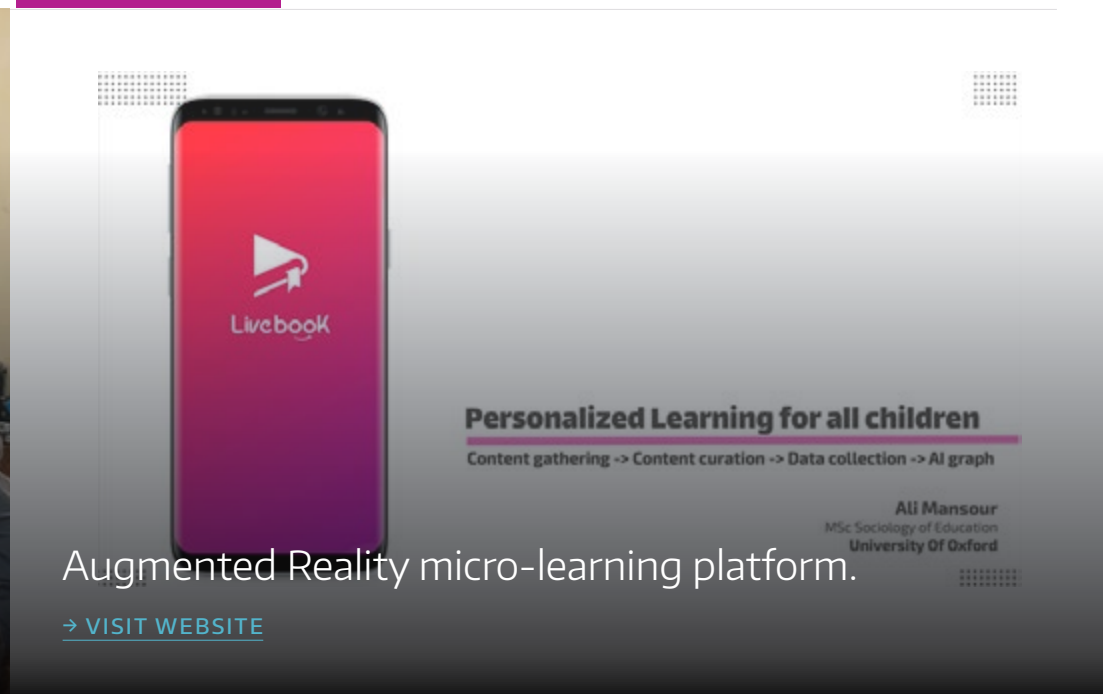 Livebook
Personalized Learning for all children
Content gathering -> Content curation -> Data collection -> AI graph
Ali Mansour
MSc Sociology of Education
University Of Oxford
Augmented Reality micro-learning platform.
→ VISIT WEBSITE